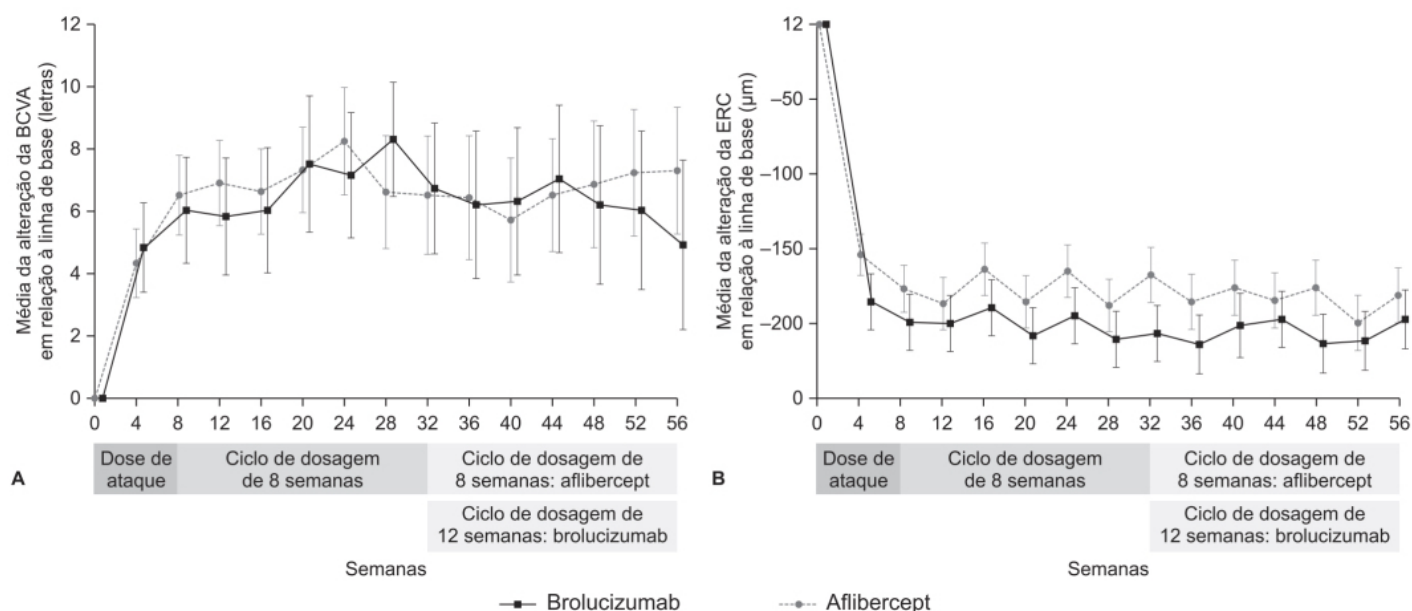 12
10
8
6
4
2
0
Média da alteração da BCVA
em relação à linha de base (letras)
0 4 8 12 16 20 24 28 32 36 40 44 48 52 56
Dose de
ataque
Ciclo de dosagem
de 8 semanas
Ciclo de dosagem de
8 semanas: aflibercept
Ciclo de dosagem de
12 semanas: brolucizumab
A
Semanas
12
–50
–100
–150
–200
0
Média da alteração da ERC
em relação à linha de base (μm)
0 4 8 12 16 20 24 28 32 36 40 44 48 52 56
Dose de
ataque
Ciclo de dosagem
de 8 semanas
Ciclo de dosagem de
8 semanas: aflibercept
Ciclo de dosagem de
12 semanas: brolucizumab
B
Semanas
Brolucizumab
Aflibercept